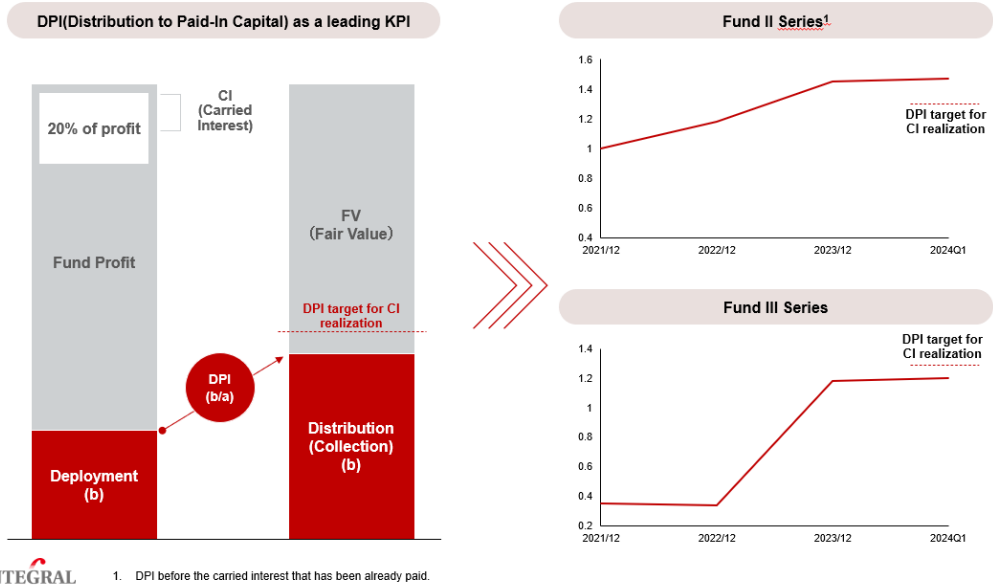 DPI(Distribution to Paid-In Capital) as a leading KPI
20% of profit
CI
(Carried
Interest)
Fund Profit
Deployment
(b)
DPI
(b/a)
FV
(Fair Value)
DPI target for CI
realization
Distribution
(Collection)
(b)
Fund II Series1
1.6
1.4
1.2
1
0.8
0.6
0.4
2021/12 2022/12 2023/12 2024Q1
DPI target for
CI realization
Fund III Series
DPI target for
CI realization
1.4
1.2
1
0.8
0.6
0.4
0.2
2021/12 2022/12 2023/12 2024Q1
NTEGRAL
1. DPI before the carried interest that has been already paid.